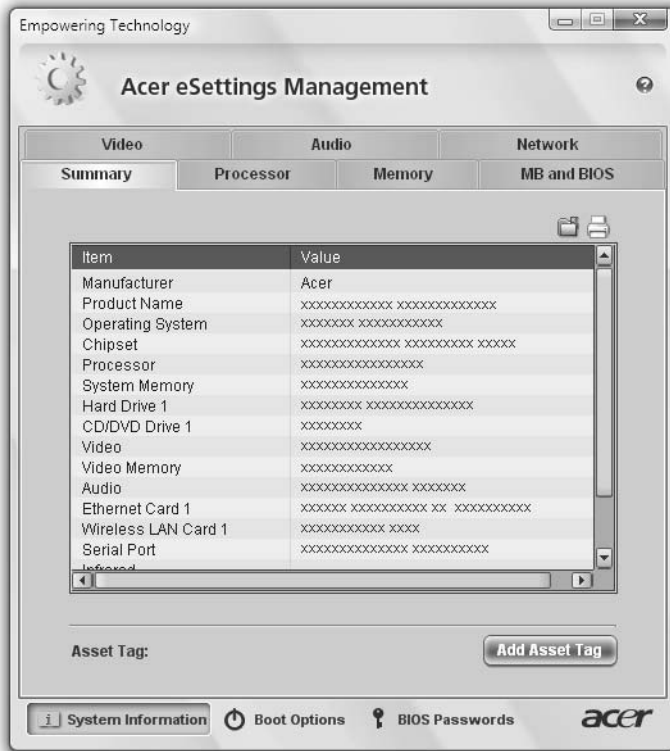 Empowering Technology
Acer eSettings Management
Video Audio Network
Summary Processor Memory MB and BIOS
Item Value
Manufacturer Acer
Product Name xxxxxxxxxxxx xxxxxxxxxxxxx
Operating System xxxxxxx xxxxxxxxxxx
Chipset xxxxxxxxxxxxx xxxxxxxxx xxxxx
Processor xxxxxxxxxxxxxxxx
System Memory xxxxxxxxxxxxxx
Hard Drive 1 xxxxxxxx xxxxxxxxxxxxxx
CD/DVD Drive 1 xxxxxxxx
Video xxxxxxxxxxxxxxxxx
Video Memory xxxxxxxxxxxx
Audio xxxxxxxxxxxxxx xxxxxxx
Ethernet Card 1 xxxxxx xxxxxxxxxx xx xxxxxxxxxx
Wireless LAN Card 1 xxxxxxxxxxx xxxx
Serial Port xxxxxxxxxxxxxx xxxxxxxxxx
Infrared
Asset Tag: Add Asset Tag
System Information Boot Options BIOS Passwords acer